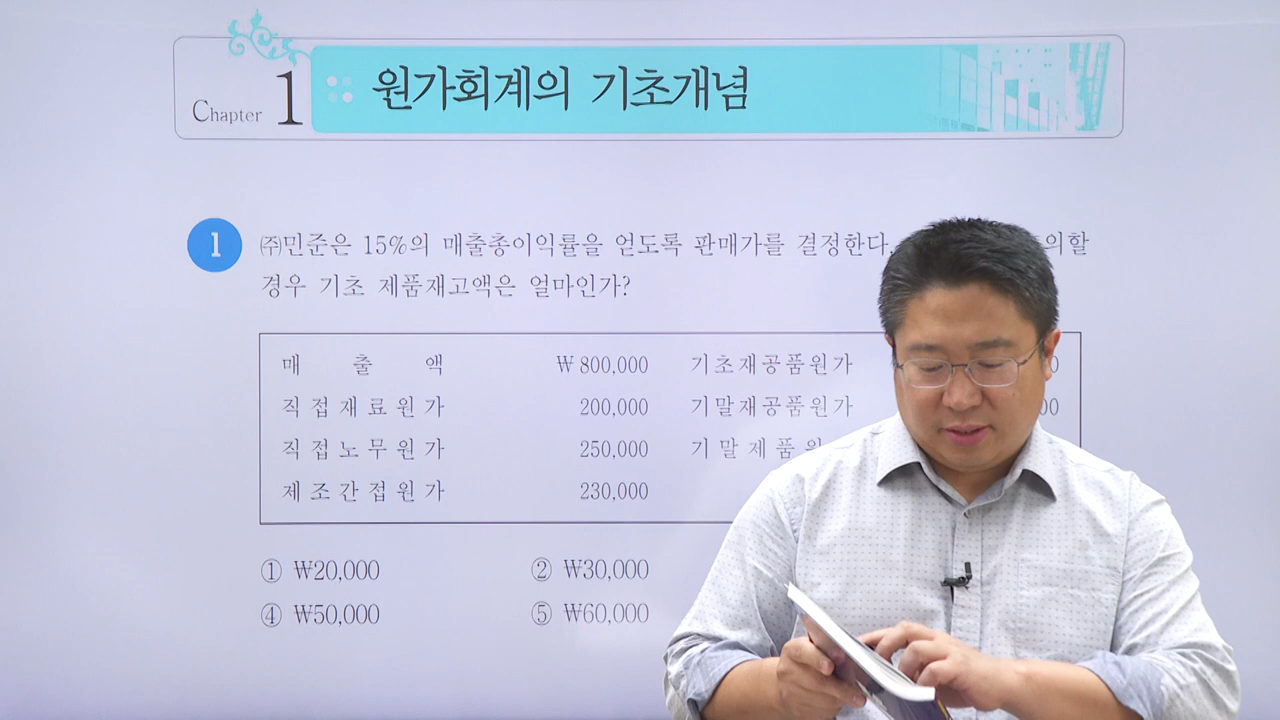 Chapter 1 원가회계의 기초개념
1 ㈜민준은 15%의 매출총이익률을 얻도록 판매가를 결정한다. 의할
경우 기초 제품재고액은 얼마인가?
매 출 액 ₩800,000 기초재공품원가
직접재료원가 200,000 기말재공품원가
직접노무원가 250,000 기말제품
제조간접원가 230,000
① ₩20,000 ② ₩30,000
④ ₩50,000 ⑤ ₩60,000